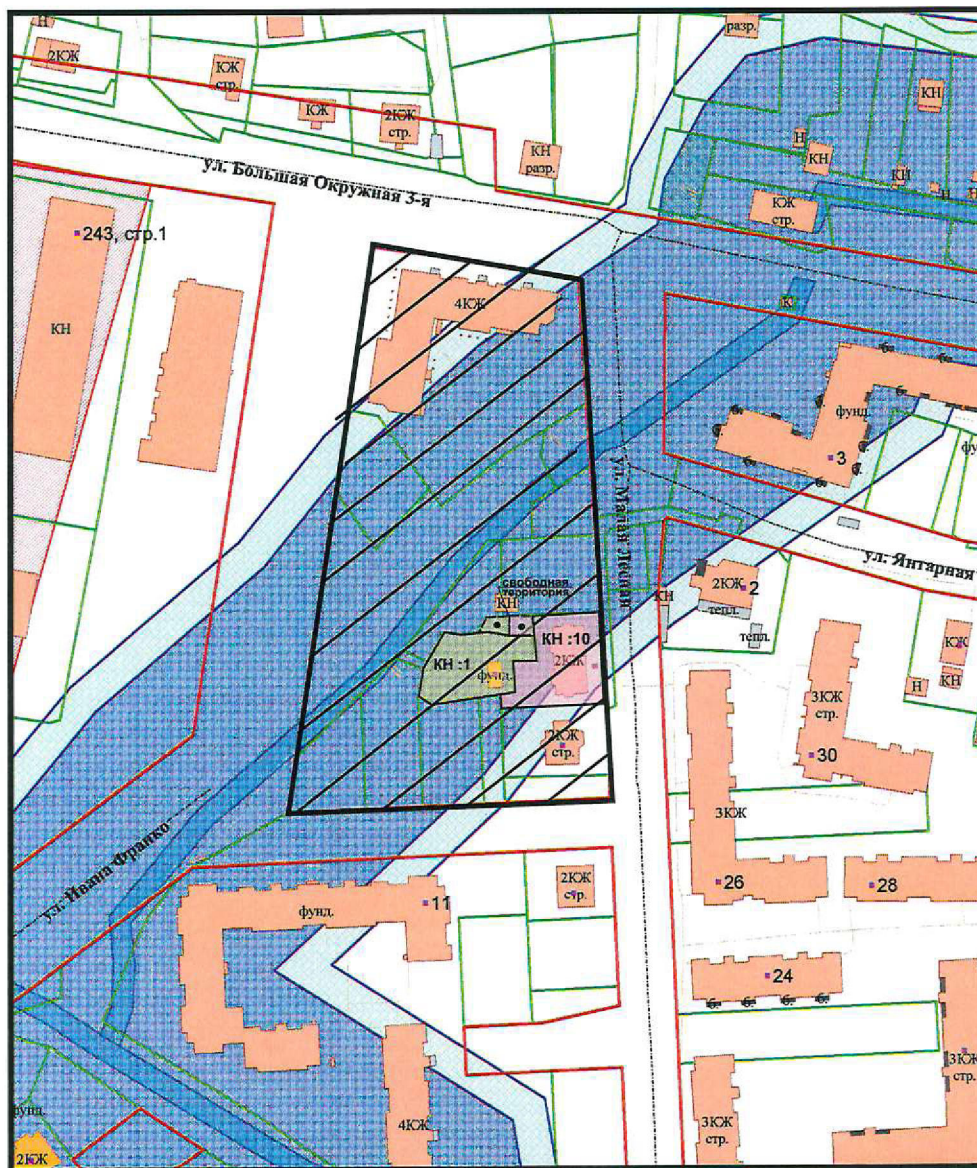 Н
2КЖ
КЖ
стр.
КЖ
2КЖ
стр.
КН
разр.
разр.
КН
Н
КН
КН
Н
КЖ
стр.
ул. Большая Окружная 3-я
243, стр.1
КН
4КЖ
К
фунд.
3
ул. Малая Лесная
ул. Янтарная
свободная
территория
КН
КН :1
фунд.
КН :10
2КЖ
2КЖ
стр.
КН
2КЖ
2
тепл.
тепл.
КЖ
КН
Н
3КЖ
стр.
30
3КЖ
26
28
ул. Ивана Франко
фунд.
11
2КЖ
стр.
24
б.
б.
б.
б.
3КЖ
стр.
3КЖ
стр.
4КЖ
фунд.
2КЖ